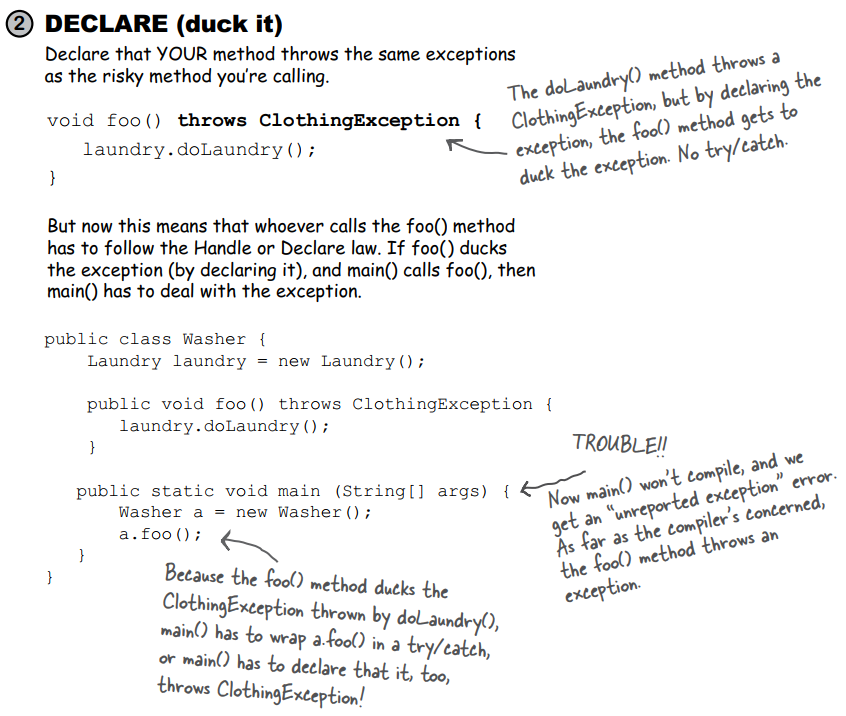 2 DECLARE (duck it)
Declare that YOUR method throws the same exceptions
as the risky method you're calling.
void foo() throws ClothingException {
laundry.doLaundry();
}
The doLaundry() method throws a
ClothingException, but by declaring the
exception, the foo() method gets to
duck the exception. No try/catch.
But now this means that whoever calls the foo() method
has to follow the Handle or Declare law. If foo() ducks
the exception (by declaring it), and main() calls foo(), then
main() has to deal with the exception.
public class Washer {
Laundry laundry = new Laundry();
public void foo() throws ClothingException {
laundry.doLaundry();
}
public static void main (String[] args) {
Washer a = new Washer();
a.foo();
}
}
TROUBLE!!
Now main() won't compile, and we
get an "unreported exception" error.
As far as the compiler's concerned,
the foo() method throws an
exception.
Because the foo() method ducks the
ClothingException thrown by doLaundry(),
main() has to wrap a.foo() in a try/catch,
or main() has to declare that it, too,
throws ClothingException!